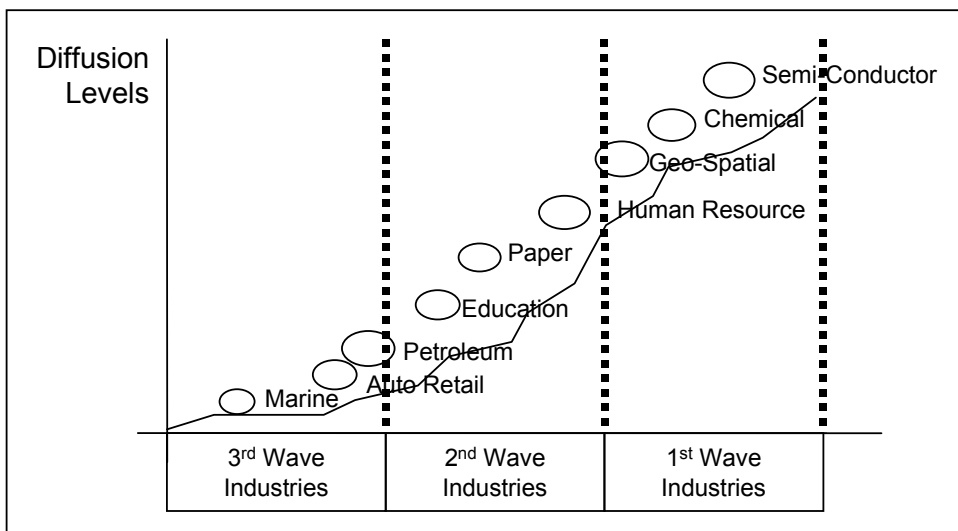 Diffusion
Levels
Semi-Conductor
Chemical
Geo-Spatial
Human Resource
Paper
Education
Petroleum
Auto Retail
Marine
3rd Wave
Industries
2nd Wave
Industries
1st Wave
Industries